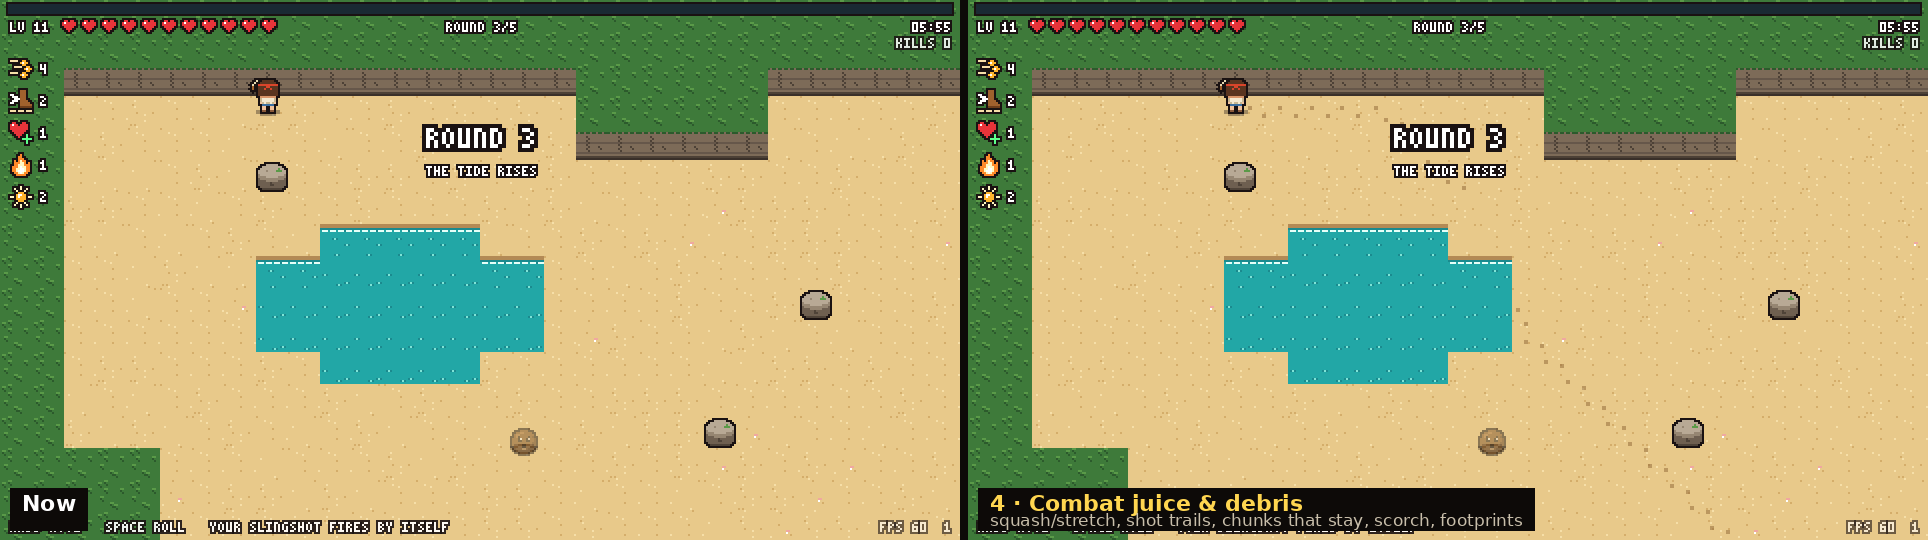 LV 11
ROUND 3/5
05:55
KILLS 0
4
2
1
1
2
ROUND 3
THE TIDE RISES
Now
SPACE ROLL
YOUR SLINGSHOT FIRES BY ITSELF
FPS 60 1
LV 11
ROUND 3/5
05:55
KILLS 0
4
2
1
1
2
ROUND 3
THE TIDE RISES
4 · Combat juice & debris
squash/stretch, shot trails, chunks that stay, scorch, footprints
FPS 60 1